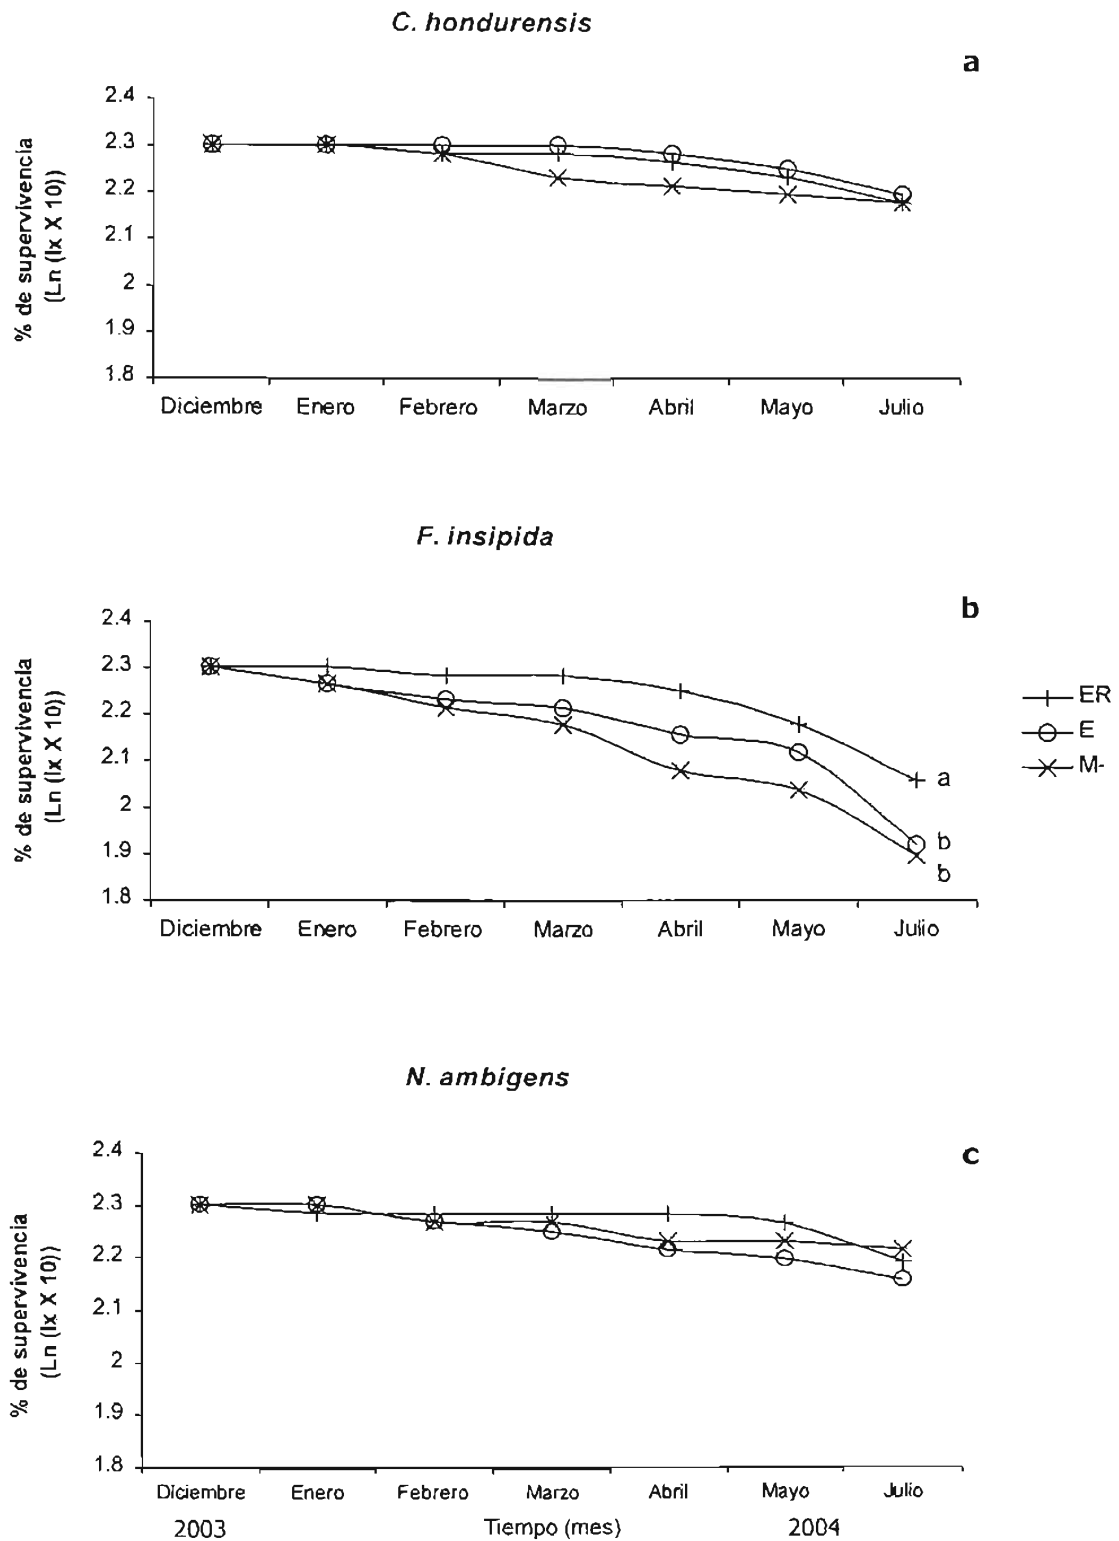 C. hondurensis
a
% de supervivencia
(Ln (lx X 10))
2.4
2.3
2.2
2.1
2
1.9
1.8
Diciembre Enero Febrero Marzo Abril Mayo Julio
F. insipida
b
% de supervivencia
(Ln (lx X 10))
2.4
2.3
2.2
2.1
2
1.9
1.8
a
b
b
Diciembre Enero Febrero Marzo Abril Mayo Julio
ER
E
M-
N. ambigens
c
% de supervivencia
(Ln (lx X 10))
2.4
2.3
2.2
2.1
2
1.9
1.8
Diciembre Enero Febrero Marzo Abril Mayo Julio
2003 Tiempo (mes) 2004